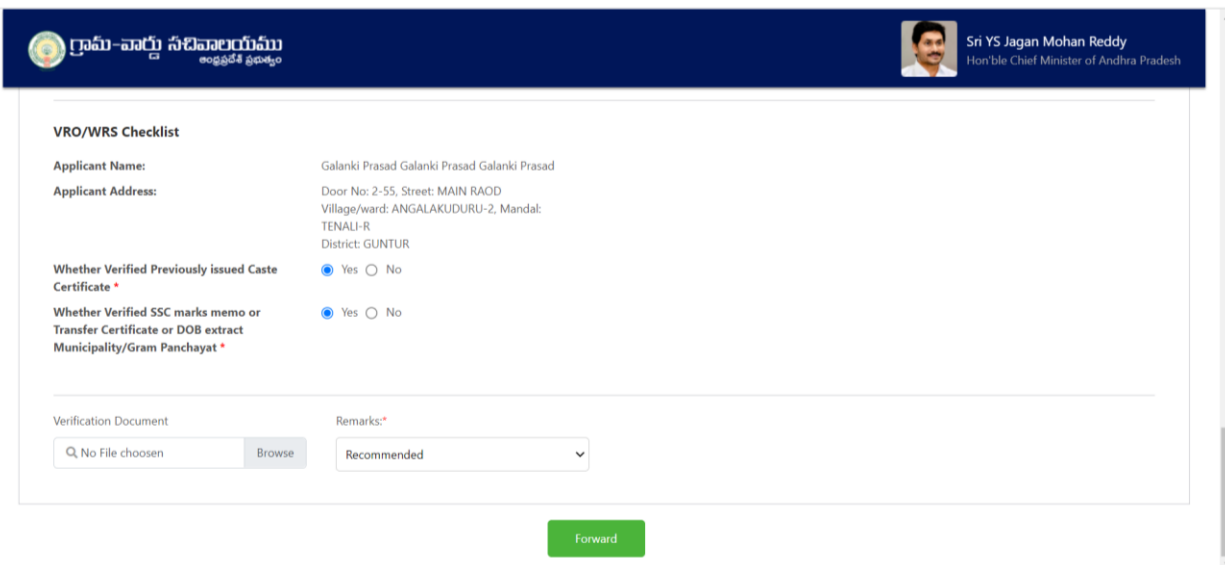 గ్రామ-వార్డు సచివాలయము
ఆంధ్రప్రదేశ్ ప్రభుత్వం
Sri YS Jagan Mohan Reddy
Hon'ble Chief Minister of Andhra Pradesh
VRO/WRS Checklist
Applicant Name: Galanki Prasad Galanki Prasad Galanki Prasad
Applicant Address: Door No: 2-55, Street: MAIN RAOD
Village/ward: ANGALAKUDURU-2, Mandal:
TENALI-R
District: GUNTUR
Whether Verified Previously issued Caste
Certificate *
Yes No
Whether Verified SSC marks memo or
Transfer Certificate or DOB extract
Municipality/Gram Panchayat *
Yes No
Verification Document
No File choosen Browse
Remarks:*
Recommended
Forward